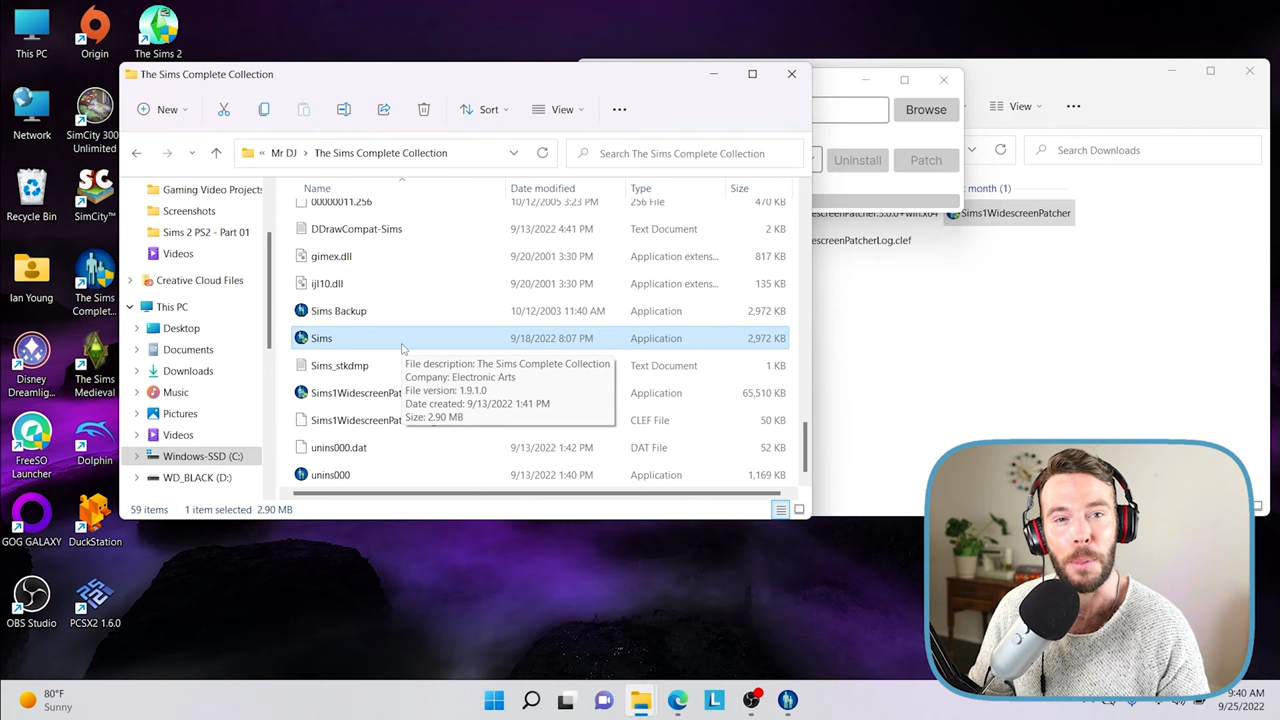 This PC
Origin
The Sims 2
Network
SimCity 300
Unlimited
Recycle Bin
SimCity™
Ian Young
The Sims
Complet...
Disney
Dreamlig...
The Sims
Medieval
FreeSO
Launcher
Dolphin
GOG GALAXY
DuckStation
OBS Studio
PCSX2 1.6.0
The Sims Complete Collection
New
Sort
View
« Mr DJ > The Sims Complete Collection
Search The Sims Complete Collection
Gaming Video Projects
Screenshots
Sims 2 PS2 - Part 01
Videos
Creative Cloud Files
This PC
Desktop
Documents
Downloads
Music
Pictures
Videos
Windows-SSD (C:)
WD_BLACK (D:)
Name Date modified Type Size
00000011.256 10/12/2005 3:23 PM 256 File 470 KB
DDrawCompat-Sims 9/13/2022 4:41 PM Text Document 2 KB
gimex.dll 9/20/2001 3:30 PM Application extens... 817 KB
ijl10.dll 9/20/2001 3:30 PM Application extens... 135 KB
Sims Backup 10/12/2003 11:40 AM Application 2,972 KB
Sims 9/18/2022 8:07 PM Application 2,972 KB
Sims_stkdmp Text Document 1 KB
Sims1WidescreenPat Application 65,510 KB
Sims1WidescreenPat CLEF File 50 KB
unins000.dat 9/13/2022 1:42 PM DAT File 52 KB
unins000 9/13/2022 1:40 PM Application 1,169 KB
File description: The Sims Complete Collection
Company: Electronic Arts
File version: 1.9.1.0
Date created: 9/13/2022 1:41 PM
Size: 2.90 MB
59 items 1 item selected 2.90 MB
Browse
Uninstall
Patch
View
Search Downloads
month (1)
escreenPatcher.3.0.0+win.x64
Sims1WidescreenPatcher
escreenPatcherLog.clef
80°F
Sunny
9:40 AM
9/25/2022